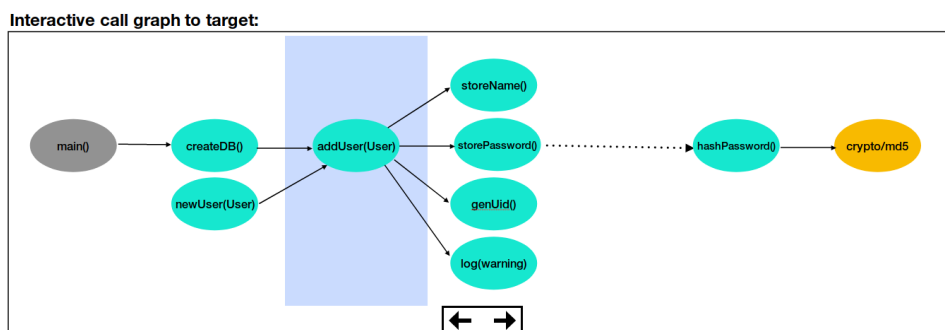 Interactive call graph to target:
storeName()
main()
createDB()
addUser(User)
storePassword()
hashPassword()
crypto/md5
newUser(User)
genUid()
log(warning)